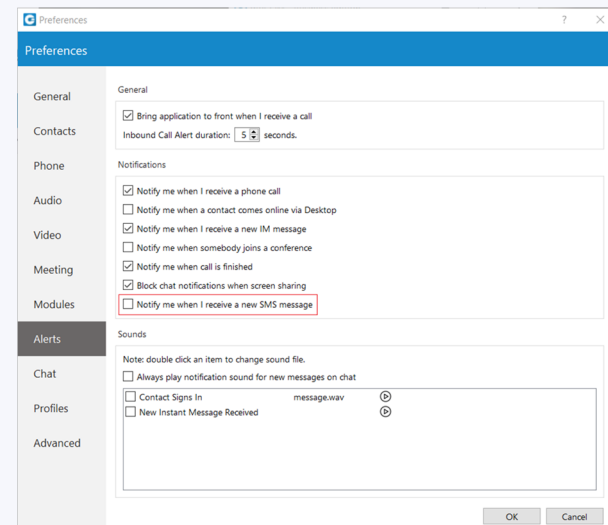 Preferences
?
Preferences
General
Contacts
Phone
Audio
Video
Meeting
Modules
Alerts
Chat
Profiles
Advanced
General
Bring application to front when I receive a call
Inbound Call Alert duration: 5 seconds.
Notifications
Notify me when I receive a phone call
Notify me when a contact comes online via Desktop
Notify me when I receive a new IM message
Notify me when somebody joins a conference
Notify me when call is finished
Block chat notifications when screen sharing
Notify me when I receive a new SMS message
Sounds
Note: double click an item to change sound file.
Always play notification sound for new messages on chat
Contact Signs In message.wav
New Instant Message Received
OK Cancel